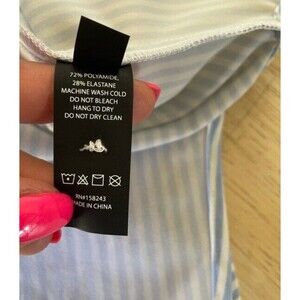 72% POLYAMIDE,
28% ELASTANE
MACHINE WASH COLD
DO NOT BLEACH
HANG TO DRY
DO NOT DRY CLEAN
RN#158243
MADE IN CHINA